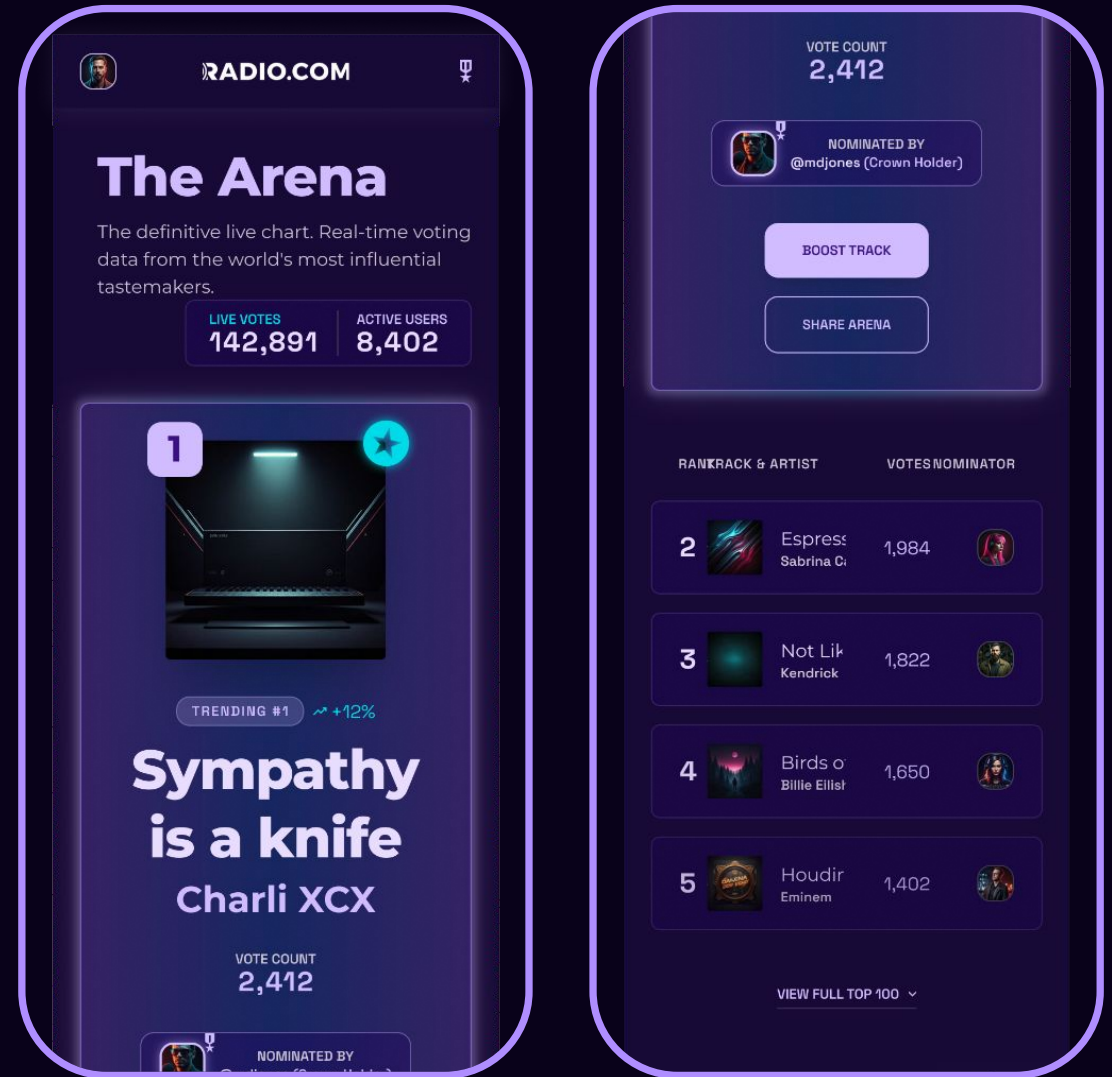 RADIO.COM
The Arena
The definitive live chart. Real-time voting
data from the world's most influential
tastemakers.
LIVE VOTES
142,891
ACTIVE USERS
8,402
1
TRENDING #1 +12%
Sympathy
is a knife
Charli XCX
VOTE COUNT
2,412
NOMINATED BY
VOTE COUNT
2,412
NOMINATED BY
@mdjones (Crown Holder)
BOOST TRACK
SHARE ARENA
RANK TRACK & ARTIST VOTES NOMINATOR
2
Espress
Sabrina Ca
1,984
3
Not Lik
Kendrick
1,822
4
Birds o
Billie Eilish
1,650
5
Houdin
Eminem
1,402
VIEW FULL TOP 100